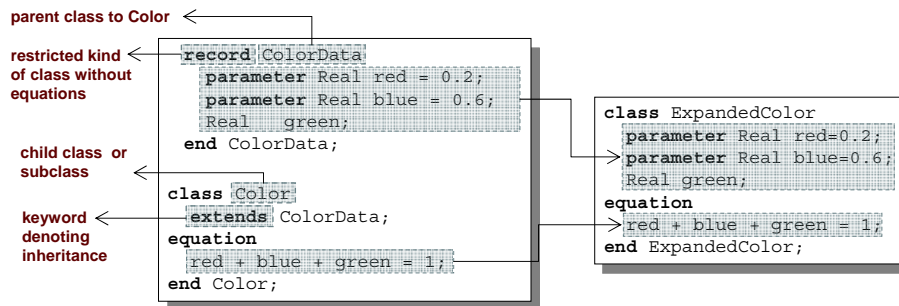 parent class to Color
restricted kind
of class without
equations
child class or
subclass
keyword
denoting
inheritance
record ColorData
parameter Real red = 0.2;
parameter Real blue = 0.6;
Real green;
end ColorData;
class Color
extends ColorData;
equation
red + blue + green = 1;
end Color;
class ExpandedColor
parameter Real red=0.2;
parameter Real blue=0.6;
Real green;
equation
red + blue + green = 1;
end ExpandedColor;